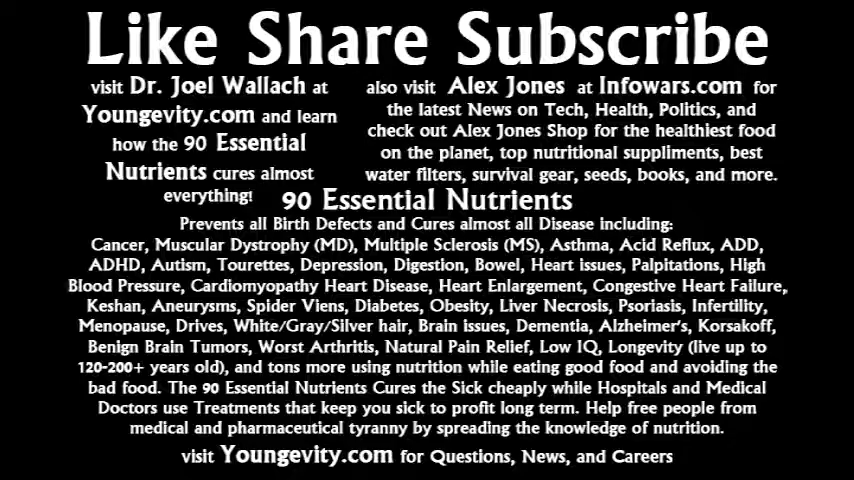 Like Share Subscribe
visit Dr. Joel Wallach at
Youngevity.com and learn
how the 90 Essential
Nutrients cures almost
everything!
also visit Alex Jones at Infowars.com for
the latest News on Tech, Health, Politics, and
check out Alex Jones Shop for the healthiest food
on the planet, top nutritional suppliments, best
water filters, survival gear, seeds, books, and more.
90 Essential Nutrients
Prevents all Birth Defects and Cures almost all Disease including:
Cancer, Muscular Dystrophy (MD), Multiple Sclerosis (MS), Asthma, Acid Reflux, ADD,
ADHD, Autism, Tourettes, Depression, Digestion, Bowel, Heart issues, Palpitations, High
Blood Pressure, Cardiomyopathy Heart Disease, Heart Enlargement, Congestive Heart Failure,
Keshan, Aneurysms, Spider Viens, Diabetes, Obesity, Liver Necrosis, Psoriasis, Infertility,
Menopause, Drives, White/Gray/Silver hair, Brain issues, Dementia, Alzheimer's, Korsakoff,
Benign Brain Tumors, Worst Arthritis, Natural Pain Relief, Low IQ, Longevity (live up to
120-200+ years old), and tons more using nutrition while eating good food and avoiding the
bad food. The 90 Essential Nutrients Cures the Sick cheaply while Hospitals and Medical
Doctors use Treatments that keep you sick to profit long term. Help free people from
medical and pharmaceutical tyranny by spreading the knowledge of nutrition.
visit Youngevity.com for Questions, News, and Careers